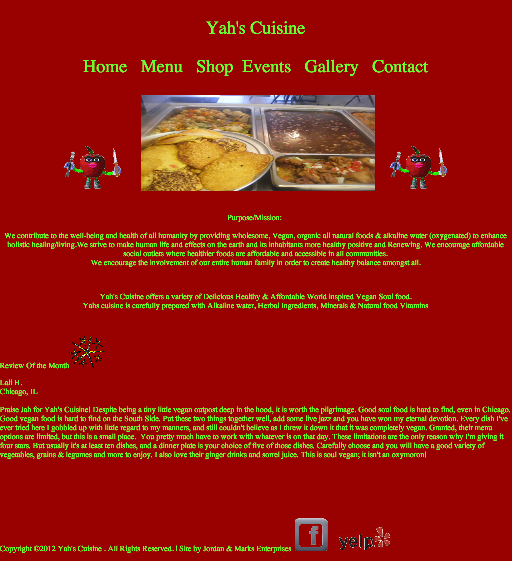 Yah's Cuisine
Home Menu Shop Events Gallery Contact
Purpose/Mission:
We contribute to the well-being and health of all humanity by providing wholesome, Vegan, organic all natural foods & alkaline water (oxygenated) to enhance
holistic healing/living.We strive to make human life and effects on the earth and its inhabitants more healthy positive and Renewing. We encourage affordable
social outlets where healthier foods are affordable and accessible in all communities.
We encourage the involvement of our entire human family in order to create healthy balance amongst all.
Yah's Cuisine offers a variety of Delicious Healthy & Affordable World inspired Vegan Soul food.
Yahs cuisine is carefully prepared with Alkaline water, Herbal Ingredients, Minerals & Natural food Vitamins
Review Of the Month
Lall H.
Chicago, IL
Praise Jah for Yah's Cuisine! Despite being a tiny little vegan outpost deep in the hood, it is worth the pilgrimage. Good soul food is hard to find, even in Chicago.
Good vegan food is hard to find on the South Side. Put these two things together well, add some live jazz and you have won my eternal devotion. Every dish I've
ever tried here I gobbled up with little regard to my manners, and still couldn't believe as I threw it down it that it was completely vegan. Granted, their menu
options are limited, but this is a small place. You pretty much have to work with whatever is on that day. These limitations are the only reason why I'm giving it
four stars. But usually it's at least ten dishes, and a dinner plate is your choice of five of those dishes. Carefully choose and you will have a good variety of
vegetables, grains & legumes and more to enjoy. I also love their ginger drinks and sorrel juice. This is soul vegan; it isn't an oxymoron!
Copyright ©2012 Yah's Cuisine . All Rights Reserved. | Site by Jordan & Marks Enterprises f yelp